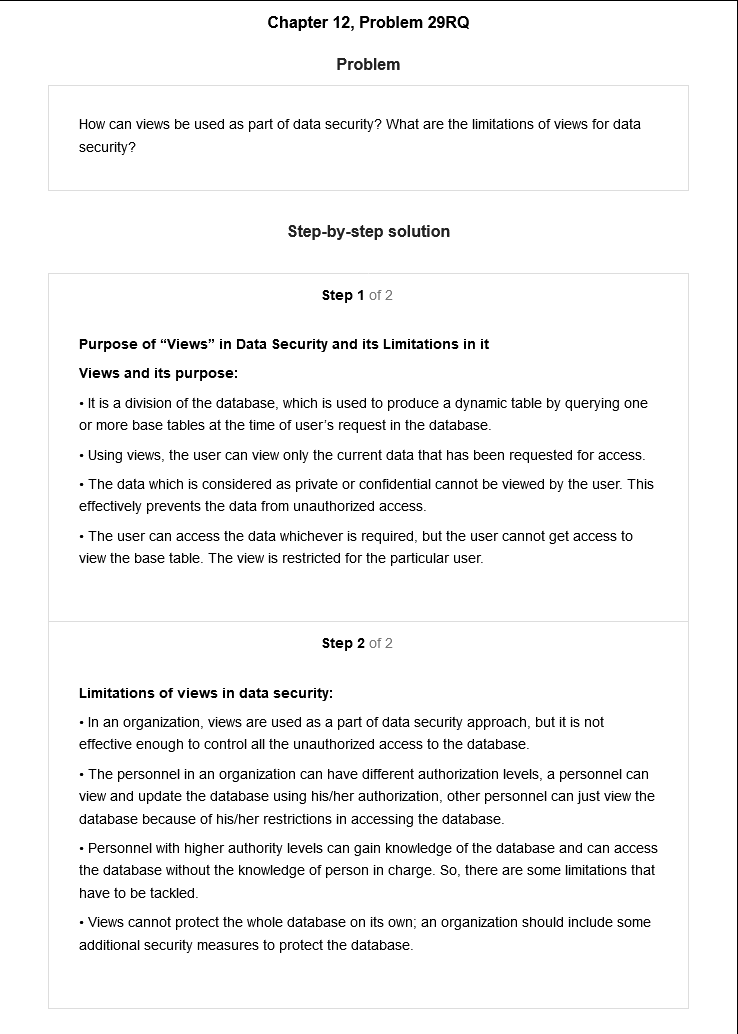 Chapter 12, Problem 29RQ
Problem
How can views be used as part of data security? What are the limitations of views for data
security?
Step-by-step solution
Step 1 of 2
Purpose of “Views” in Data Security and its Limitations in it
Views and its purpose:
• It is a division of the database, which is used to produce a dynamic table by querying one
or more base tables at the time of user’s request in the database.
• Using views, the user can view only the current data that has been requested for access.
• The data which is considered as private or confidential cannot be viewed by the user. This
effectively prevents the data from unauthorized access.
• The user can access the data whichever is required, but the user cannot get access to
view the base table. The view is restricted for the particular user.
Step 2 of 2
Limitations of views in data security:
• In an organization, views are used as a part of data security approach, but it is not
effective enough to control all the unauthorized access to the database.
• The personnel in an organization can have different authorization levels, a personnel can
view and update the database using his/her authorization, other personnel can just view the
database because of his/her restrictions in accessing the database.
• Personnel with higher authority levels can gain knowledge of the database and can access
the database without the knowledge of person in charge. So, there are some limitations that
have to be tackled.
• Views cannot protect the whole database on its own; an organization should include some
additional security measures to protect the database.